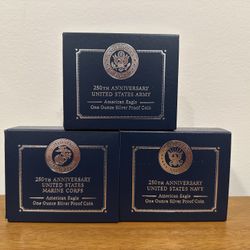 250TH ANNIVERSARY
UNITED STATES ARMY
American Eagle
One Ounce Silver Proof Coin
250TH ANNIVERSARY
UNITED STATES
MARINE CORPS
American Eagle
One Ounce Silver Proof Coin
250TH ANNIVERSARY
UNITED STATES NAVY
American Eagle
One Ounce Silver Proof Coin